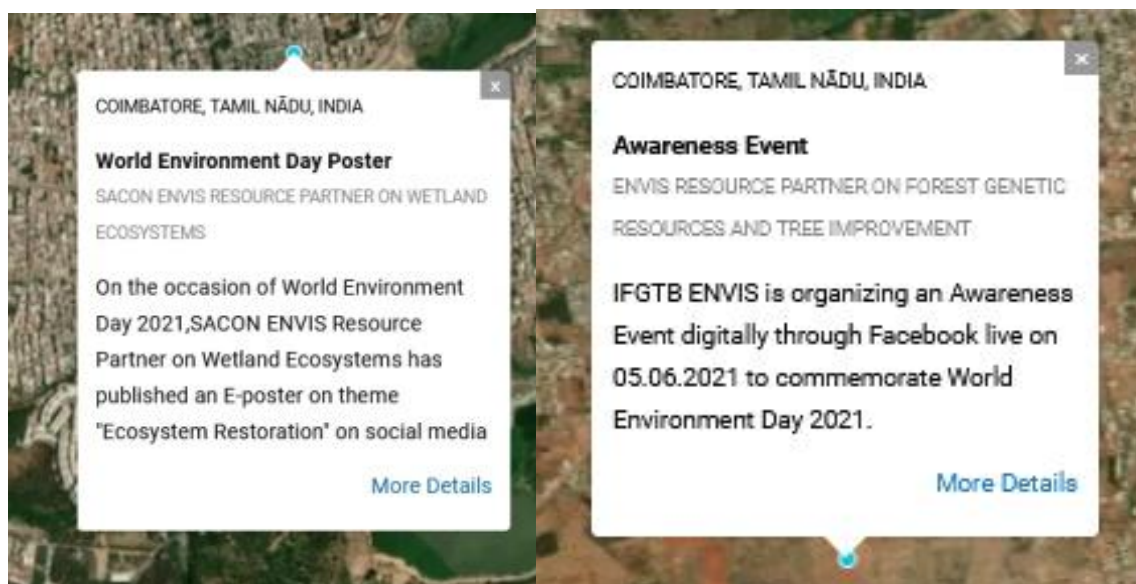 x
COIMBATORE, TAMIL NĀDU, INDIA
World Environment Day Poster
SACON ENVIS RESOURCE PARTNER ON WETLAND
ECOSYSTEMS
On the occasion of World Environment
Day 2021,SACON ENVIS Resource
Partner on Wetland Ecosystems has
published an E-poster on theme
"Ecosystem Restoration" on social media
More Details
x
COIMBATORE, TAMIL NĀDU, INDIA
Awareness Event
ENVIS RESOURCE PARTNER ON FOREST GENETIC
RESOURCES AND TREE IMPROVEMENT
IFGTB ENVIS is organizing an Awareness
Event digitally through Facebook live on
05.06.2021 to commemorate World
Environment Day 2021.
More Details